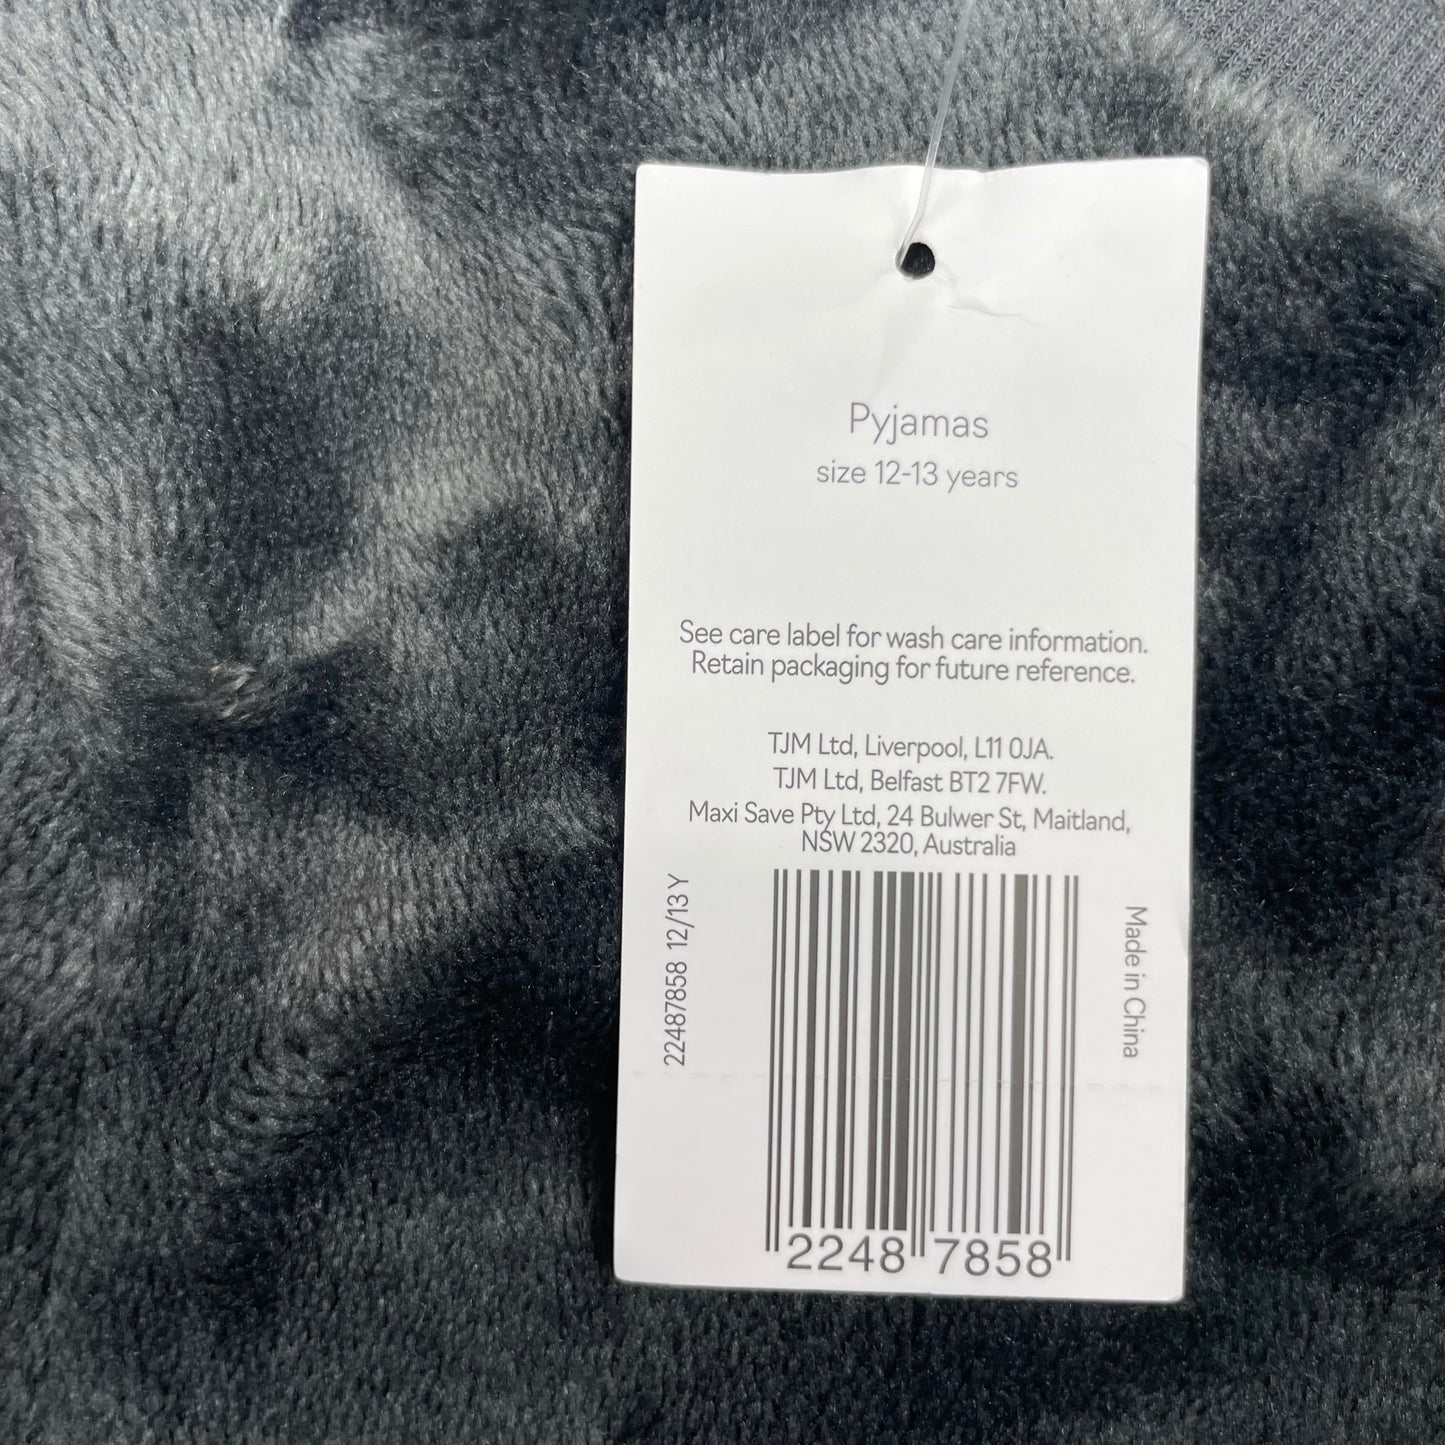 Pyjamas
size 12-13 years
See care label for wash care information.
Retain packaging for future reference.
TJM Ltd, Liverpool, L11 0JA.
TJM Ltd, Belfast BT2 7FW.
Maxi Save Pty Ltd, 24 Bulwer St, Maitland,
NSW 2320, Australia
22487858 12/13 Y
Made in China
2248 7858